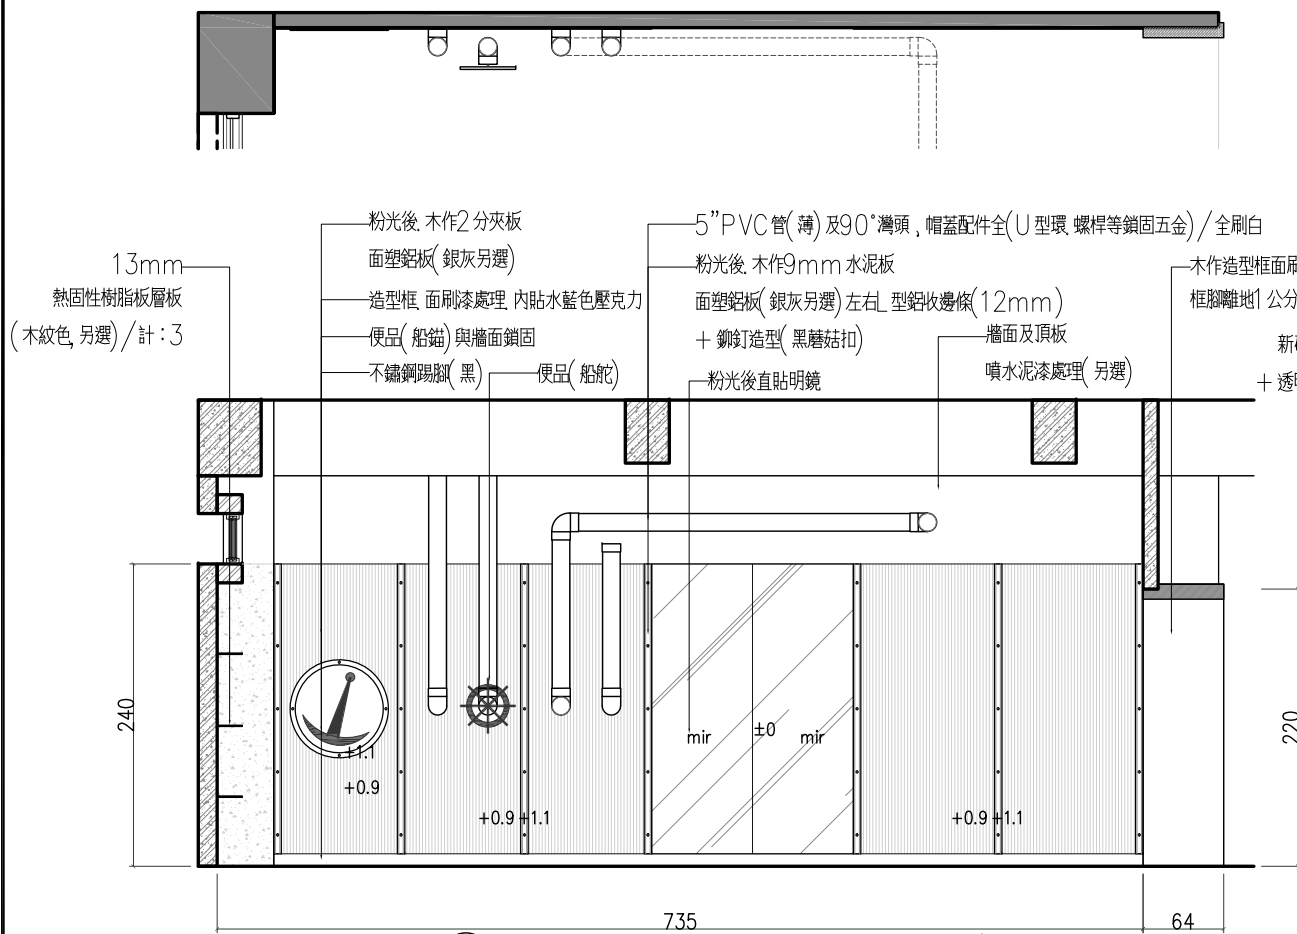 粉光後, 木作2分夾板
面塑鋁板(銀灰另選)
造型框, 面刷漆處理, 內貼水藍色壓克力
便品(船錨)與牆面鎖固
不鏽鋼踢腳(黑)
便品(船舵)
13mm
熱固性樹脂板層板
(木紋色, 另選)/計:3
5"PVC管(薄)及90°灣頭, 帽蓋配件全(U型環, 螺桿等鎖固五金)/全刷白
粉光後, 木作9mm水泥板
面塑鋁板(銀灰另選)左右L型鋁收邊條(12mm)
+鉚釘造型(黑蘑菇扣)
粉光後直貼明鏡
牆面及頂板
噴水泥漆處理(另選)
木作造型框面刷
框腳離地1公分
新
+透
240
+1.1
+0.9
+0.9 +1.1
mir
±0
mir
+0.9 +1.1
220
735
64